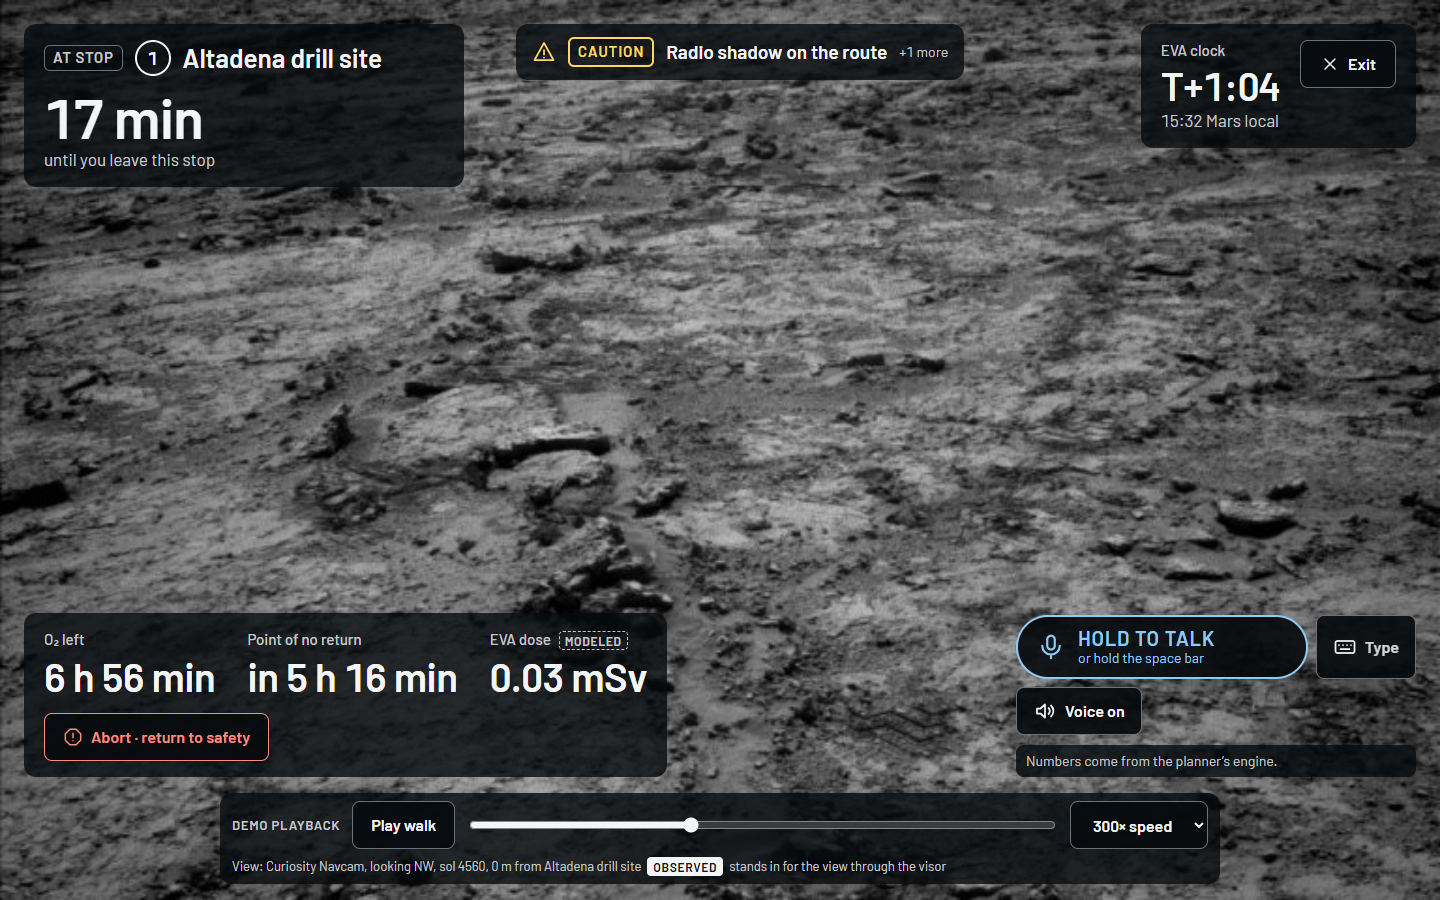 AT STOP 1 Altadena drill site
17 min
until you leave this stop
CAUTION Radio shadow on the route +1 more
EVA clock
T+1:04
15:32 Mars local
Exit
O₂ left
6 h 56 min
Point of no return
in 5 h 16 min
EVA dose MODELED
0.03 mSv
Abort · return to safety
HOLD TO TALK
or hold the space bar
Type
Voice on
Numbers come from the planner's engine.
DEMO PLAYBACK Play walk 300× speed
View: Curiosity Navcam, looking NW, sol 4560, 0 m from Altadena drill site OBSERVED stands in for the view through the visor